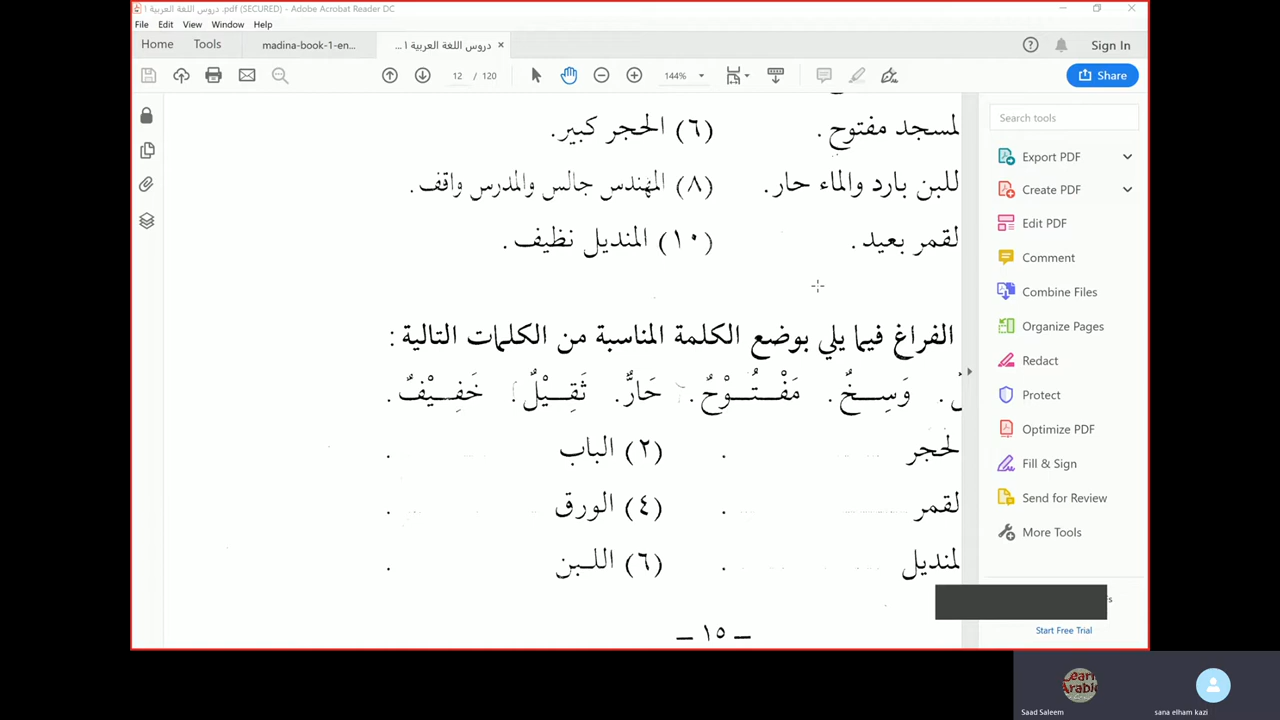 دروس اللغة العربية ١ .pdf (SECURED) - Adobe Acrobat Reader DC
File Edit View Window Help
Home Tools madina-book-1-en... دروس اللغة العربية ١ ... × Sign In
12 / 120 144% Share
لمسجد مفتوح . (٦) الحجر كبير.
للبن بارد والماء حار. (٨) المهندس جالس والمدرس واقف.
لقمر بعيد . (١٠) المنديل نظيف .
الفراغ فيما يلي بوضع الكلمة المناسبة من الكلمات التالية :
وَسِخٌ. مَفْتُوْحٌ. حَارٌّ. ثَقِيْلٌ. خَفِيْفٌ.
لحجر . (٢) الباب .
لقمر . (٤) الورق .
لمنديل . (٦) اللبن .
– ١٥ –
Search tools
Export PDF
Create PDF
Edit PDF
Comment
Combine Files
Organize Pages
Redact
Protect
Optimize PDF
Fill & Sign
Send for Review
More Tools
Start Free Trial
Learn Arabic
Saad Saleem sana elham kazi